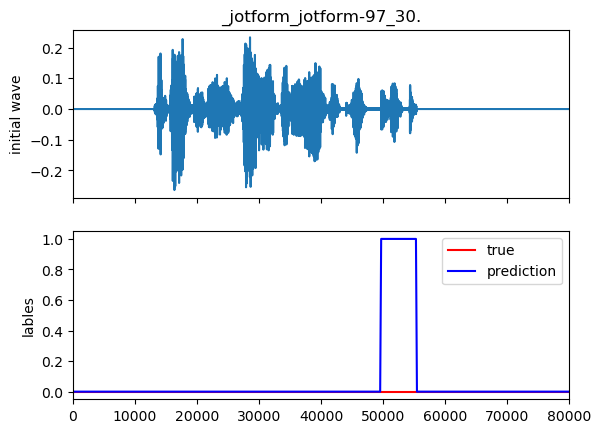 _jotform_jotform-97_30.
initial wave
0.2
0.1
0.0
−0.1
−0.2
lables
1.0
0.8
0.6
0.4
0.2
0.0
true
prediction
0 10000 20000 30000 40000 50000 60000 70000 80000